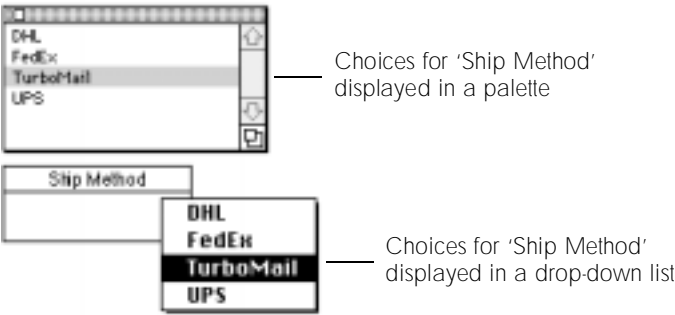 DHL
FedEx
TurboMail
UPS
Choices for ‘Ship Method’
displayed in a palette
Ship Method
DHL
FedEx
TurboMail
UPS
Choices for ‘Ship Method’
displayed in a drop-down list